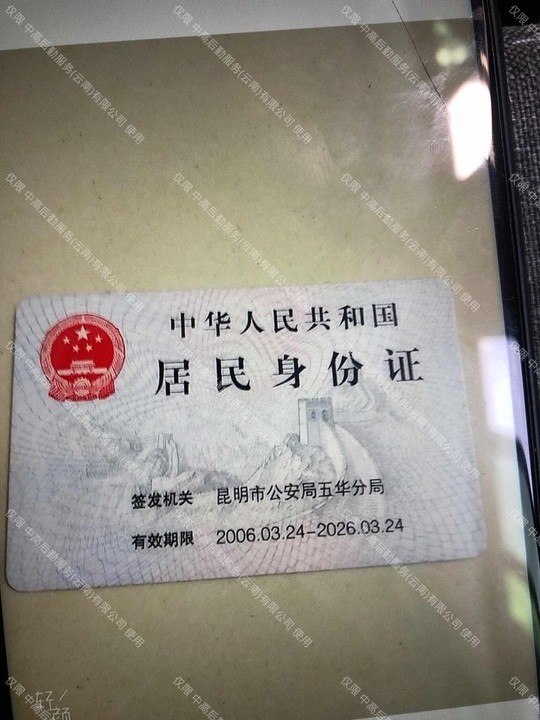 中华人民共和国
居民身份证
签发机关 昆明市公安局五华分局
有效期限 2006.03.24-2026.03.24
仅限 中高后勤服务(云南)有限公司 使用
轻/颜